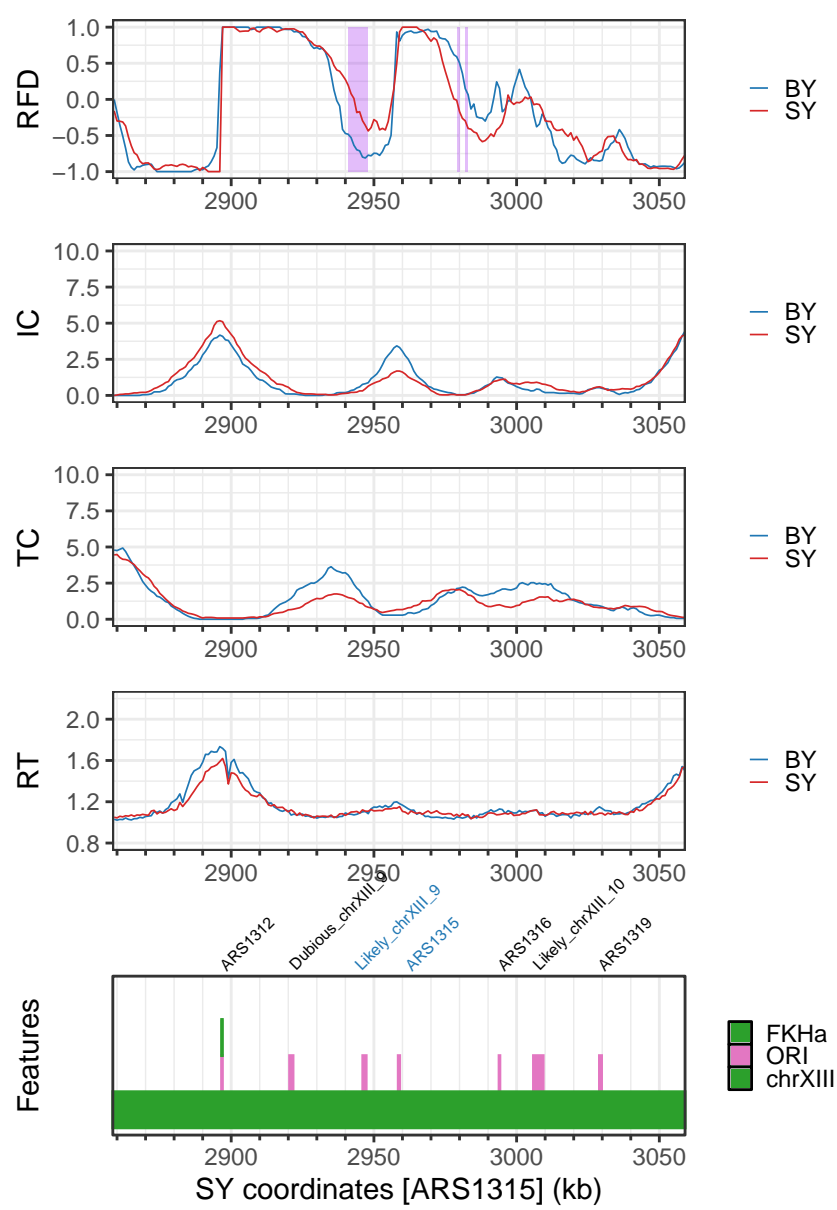 1.0
0.5
0.0
−0.5
−1.0
RFD
2900 2950 3000 3050
BY
SY
10.0
7.5
5.0
2.5
0.0
IC
2900 2950 3000 3050
BY
SY
10.0
7.5
5.0
2.5
0.0
TC
2900 2950 3000 3050
BY
SY
2.0
1.6
1.2
0.8
RT
2900 2950 3000 3050
BY
SY
ARS1312
Dubious_chrXIII_9
Likely_chrXIII_9
ARS1315
ARS1316
Likely_chrXIII_10
ARS1319
Features
FKHa
ORI
chrXIII
2900 2950 3000 3050
SY coordinates [ARS1315] (kb)